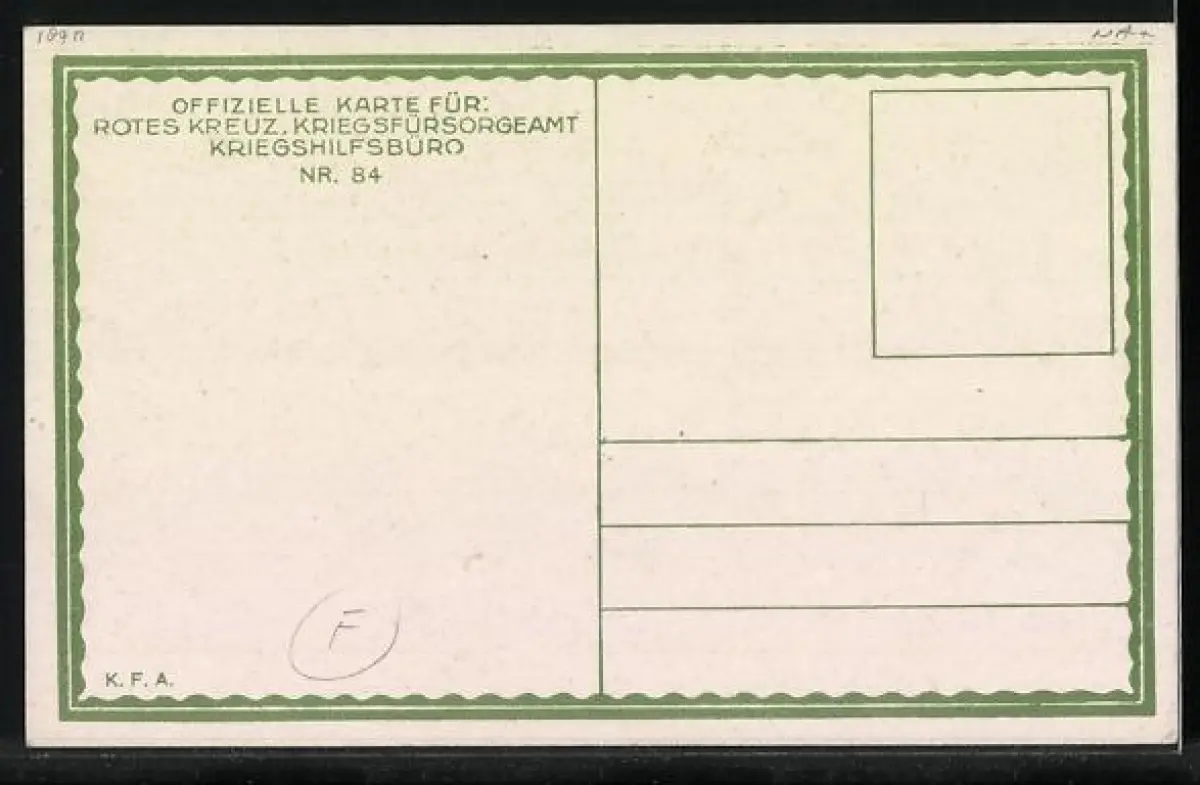 OFFIZIELLE KARTE FÜR:
ROTES KREUZ, KRIEGSFÜRSORGEAMT
KRIEGSHILFSBÜRO
NR. 84
F
K. F. A.